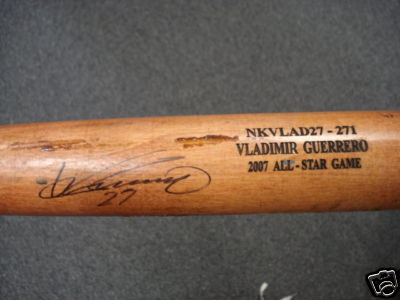 NKVLAD27 - 271
VLADIMIR GUERRERO
2007 ALL-STAR GAME
27